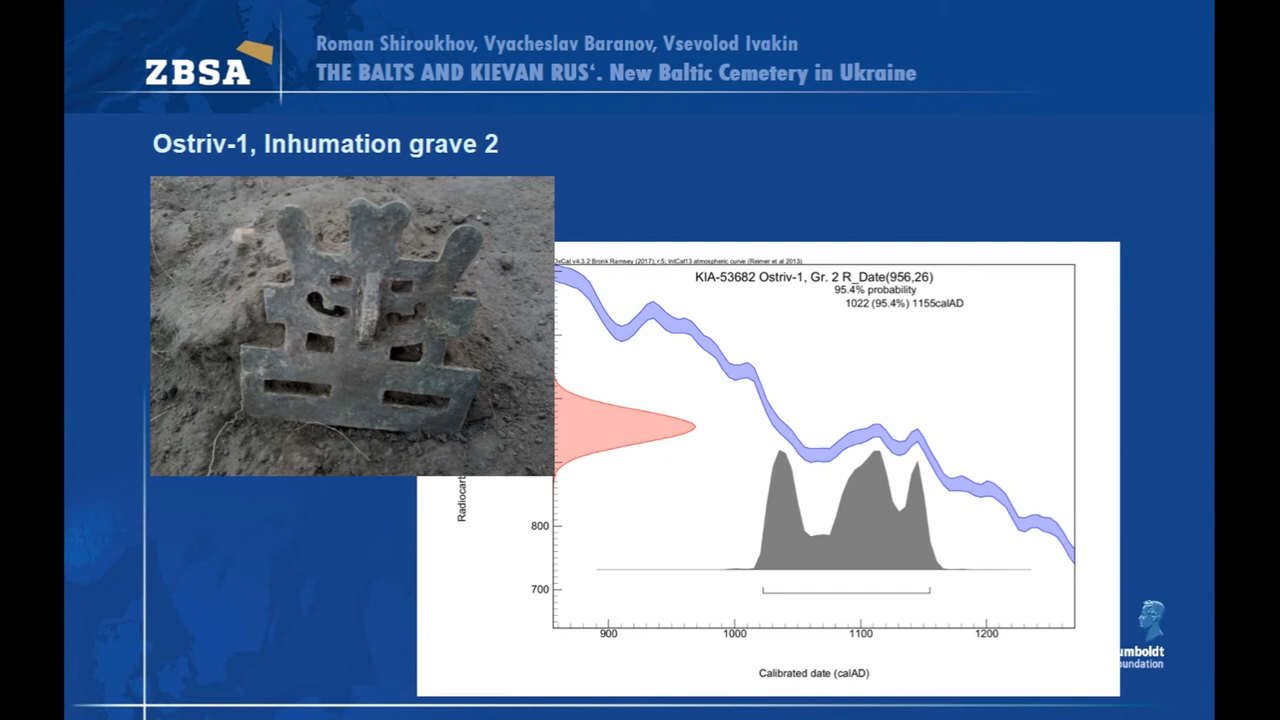 Roman Shiroukhov, Vyacheslav Baranov, Vsevolod Ivakin
ZBSA
THE BALTS AND KIEVAN RUS‘. New Baltic Cemetery in Ukraine
Ostriv-1, Inhumation grave 2
OxCal v4.3.2 Bronk Ramsey (2017); r:5; IntCal13 atmospheric curve (Reimer et al 2013)
KIA-53682 Ostriv-1, Gr. 2 R_Date(956,26)
95.4% probability
1022 (95.4%) 1155calAD
Radiocarb
800
700
900 1000 1100 1200
Calibrated date (calAD)
umboldt
oundation